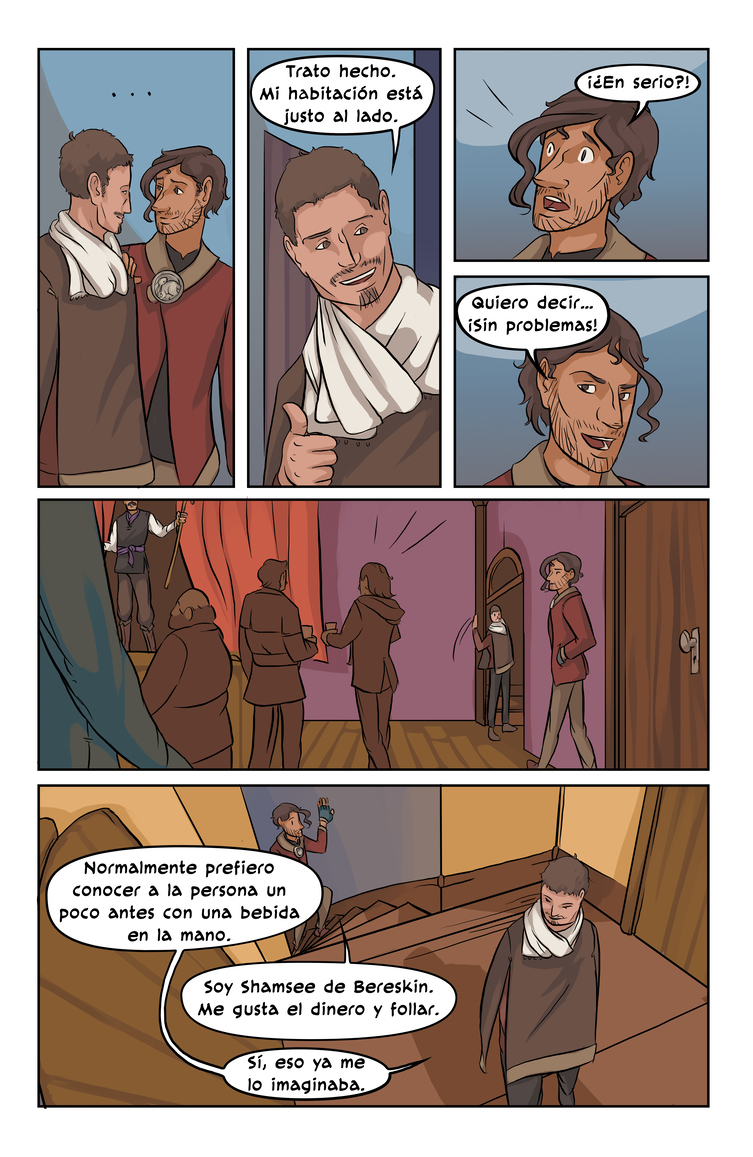 ...
Trato hecho.
Mi habitación está
justo al lado.
¡¿En serio?!
Quiero decir...
¡Sin problemas!
Normalmente prefiero
conocer a la persona un
poco antes con una bebida
en la mano.
Soy Shamsee de Bereskin.
Me gusta el dinero y follar.
Sí, eso ya me
lo imaginaba.